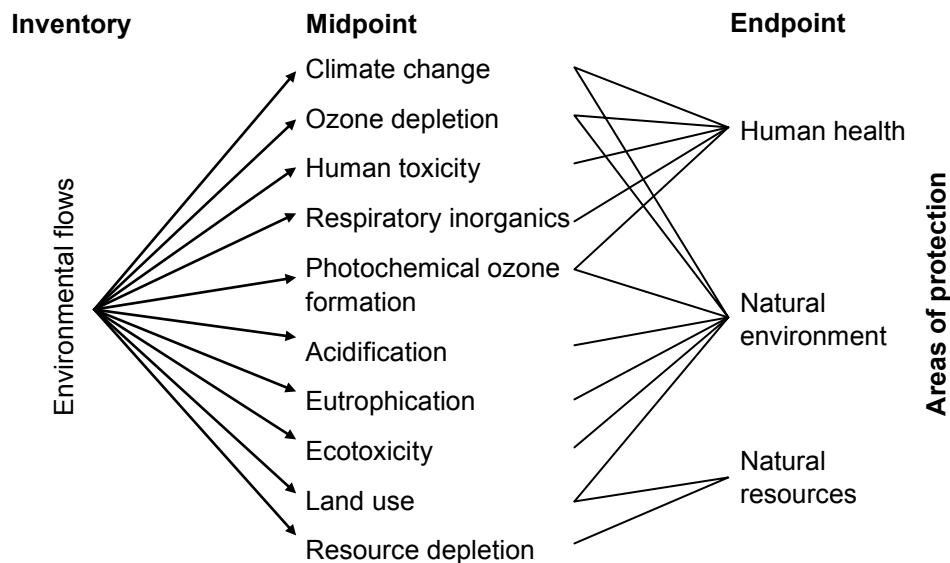 Inventory
Midpoint
Endpoint
Environmental flows
Climate change
Ozone depletion
Human toxicity
Respiratory inorganics
Photochemical ozone
formation
Acidification
Eutrophication
Ecotoxicity
Land use
Resource depletion
Human health
Natural
environment
Natural
resources
Areas of protection